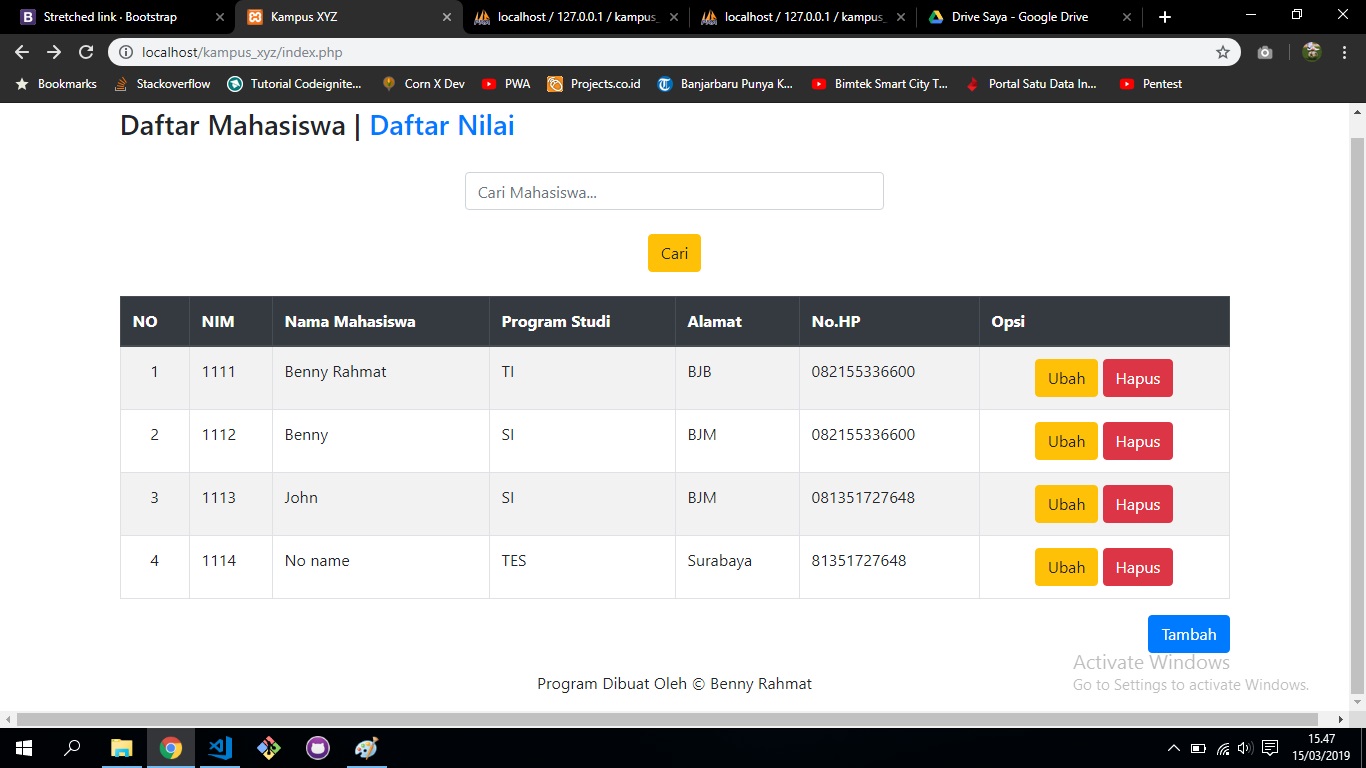 Stretched link · Bootstrap
Kampus XYZ
localhost / 127.0.0.1 / kampus_
localhost / 127.0.0.1 / kampus_
Drive Saya - Google Drive
localhost/kampus_xyz/index.php
Bookmarks Stackoverflow Tutorial Codeignite... Corn X Dev PWA Projects.co.id Banjarbaru Punya K... Bimtek Smart City T... Portal Satu Data In... Pentest
Daftar Mahasiswa | Daftar Nilai
Cari Mahasiswa...
Cari
NO NIM Nama Mahasiswa Program Studi Alamat No.HP Opsi
1 1111 Benny Rahmat TI BJB 082155336600 Ubah Hapus
2 1112 Benny SI BJM 082155336600 Ubah Hapus
3 1113 John SI BJM 081351727648 Ubah Hapus
4 1114 No name TES Surabaya 81351727648 Ubah Hapus
Tambah
Activate Windows
Go to Settings to activate Windows.
Program Dibuat Oleh © Benny Rahmat
15.47
15/03/2019